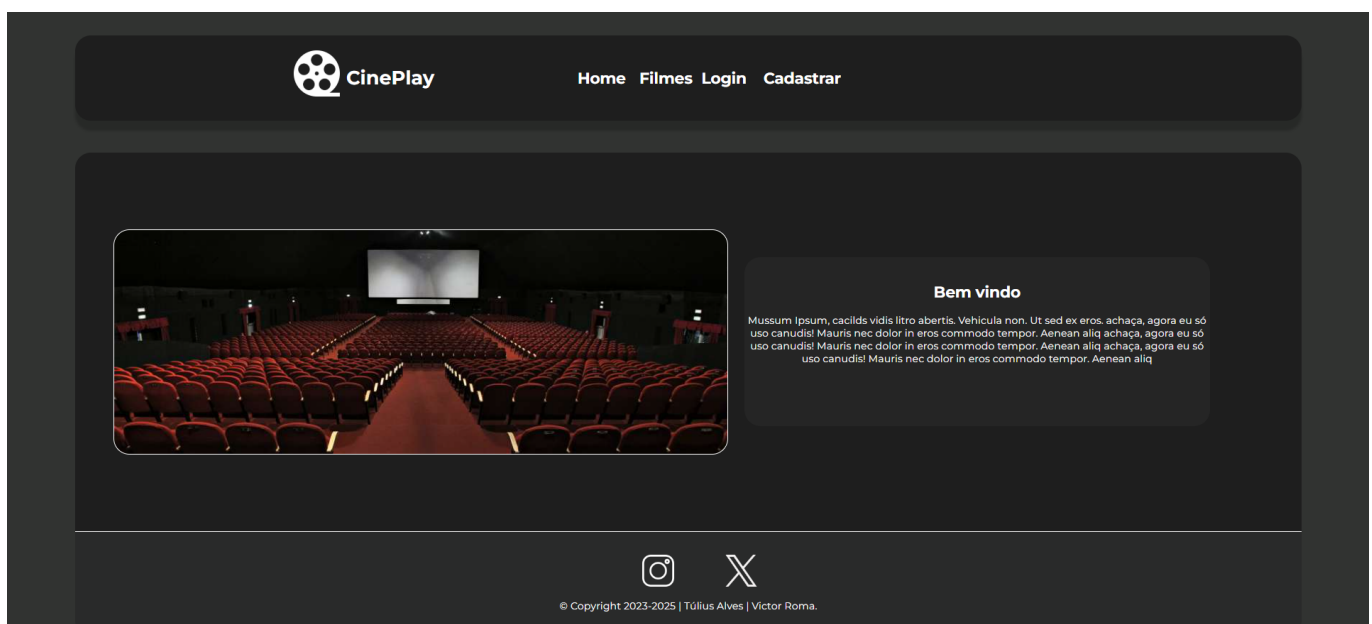 CinePlay
Home Filmes Login Cadastrar
Bem vindo
Mussum Ipsum, cacilds vidis litro abertis. Vehicula non. Ut sed ex eros. achaça, agora eu só
uso canudis! Mauris nec dolor in eros commodo tempor. Aenean aliq achaça, agora eu só
uso canudis! Mauris nec dolor in eros commodo tempor. Aenean aliq achaça, agora eu só
uso canudis! Mauris nec dolor in eros commodo tempor. Aenean aliq
© Copyright 2023-2025 | Túlius Alves | Victor Roma.